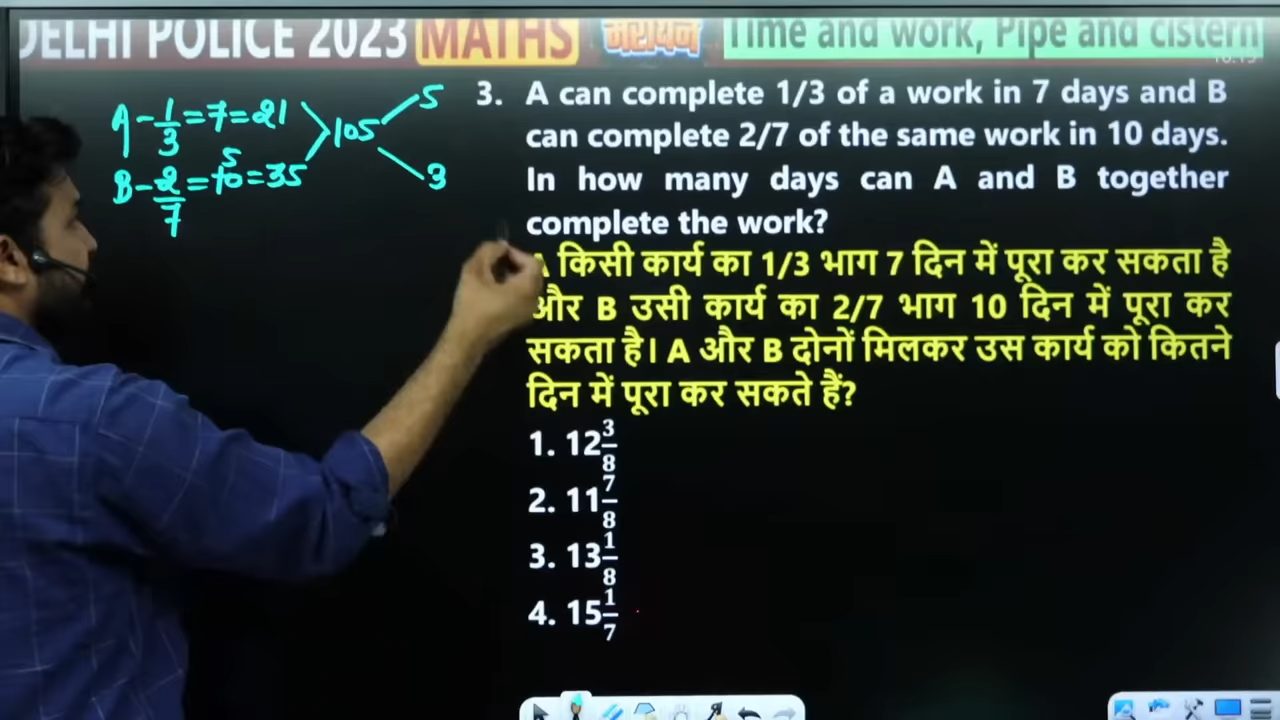 DELHI POLICE 2023 MATHS मैराथन Time and work, Pipe and cistern
A - 1/3 = 7 = 21
B - 2/7 = 10 = 35
5
105
5
3
3. A can complete 1/3 of a work in 7 days and B
can complete 2/7 of the same work in 10 days.
In how many days can A and B together
complete the work?
A किसी कार्य का 1/3 भाग 7 दिन में पूरा कर सकता है
और B उसी कार्य का 2/7 भाग 10 दिन में पूरा कर
सकता है। A और B दोनों मिलकर उस कार्य को कितने
दिन में पूरा कर सकते हैं?
1. 12 3/8
2. 11 7/8
3. 13 1/8
4. 15 1/7